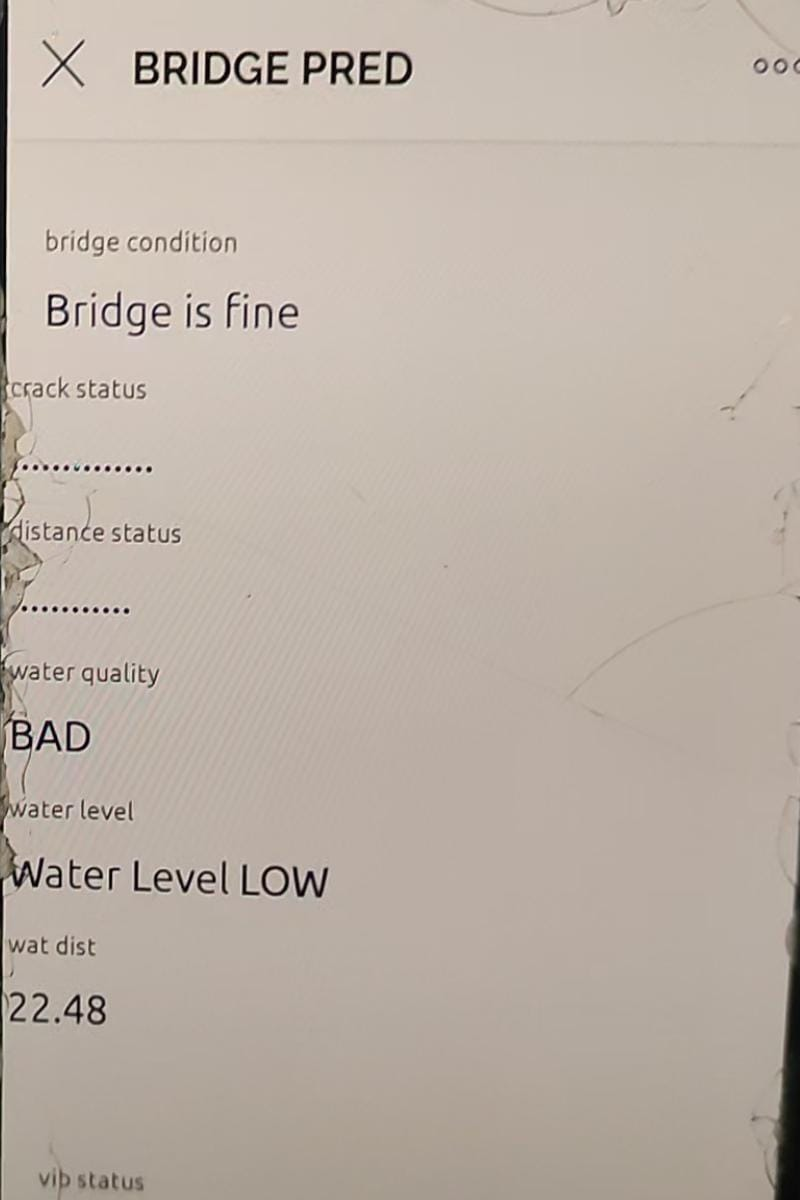 BRIDGE PRED
bridge condition
Bridge is fine
crack status
.............
distance status
...........
water quality
BAD
water level
Water Level LOW
wat dist
22.48
vib status